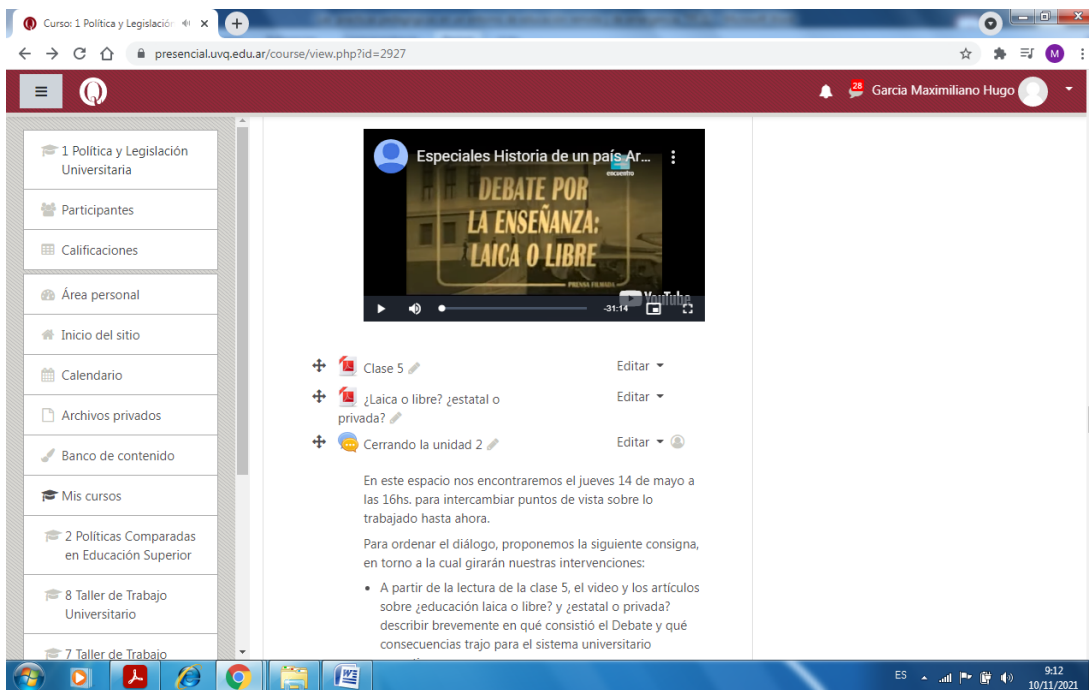 Curso: 1 Política y Legislación
presencial.uvq.edu.ar/course/view.php?id=2927
M
28
Garcia Maximiliano Hugo
1 Política y Legislación
Universitaria
Participantes
Calificaciones
Área personal
Inicio del sitio
Calendario
Archivos privados
Banco de contenido
Mis cursos
2 Políticas Comparadas
en Educación Superior
8 Taller de Trabajo
Universitario
7 Taller de Trabajo
Especiales Historia de un país Ar...
encuentro
DEBATE POR
LA ENSEÑANZA:
LAICA O LIBRE
PRENSA FILMADA
YouTube
-31:14
Clase 5
Editar
¿Laica o libre? ¿estatal o
privada?
Editar
Cerrando la unidad 2
Editar
En este espacio nos encontraremos el jueves 14 de mayo a
las 16hs. para intercambiar puntos de vista sobre lo
trabajado hasta ahora.
Para ordenar el diálogo, proponemos la siguiente consigna,
en torno a la cual girarán nuestras intervenciones:
• A partir de la lectura de la clase 5, el video y los artículos
sobre ¿educación laica o libre? y ¿estatal o privada?
describir brevemente en qué consistió el Debate y qué
consecuencias trajo para el sistema universitario
ES
9:12
10/11/2021